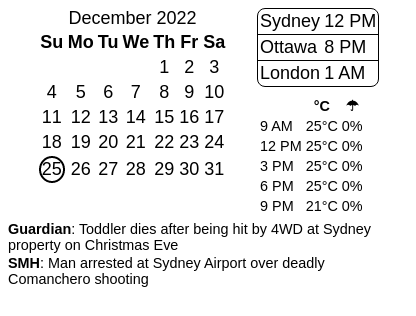 December 2022
Su Mo Tu We Th Fr Sa
1 2 3
4 5 6 7 8 9 10
11 12 13 14 15 16 17
18 19 20 21 22 23 24
25 26 27 28 29 30 31
Sydney 12 PM
Ottawa 8 PM
London 1 AM
°C ☂
9 AM 25°C 0%
12 PM 25°C 0%
3 PM 25°C 0%
6 PM 25°C 0%
9 PM 21°C 0%
Guardian: Toddler dies after being hit by 4WD at Sydney
property on Christmas Eve
SMH: Man arrested at Sydney Airport over deadly
Comanchero shooting